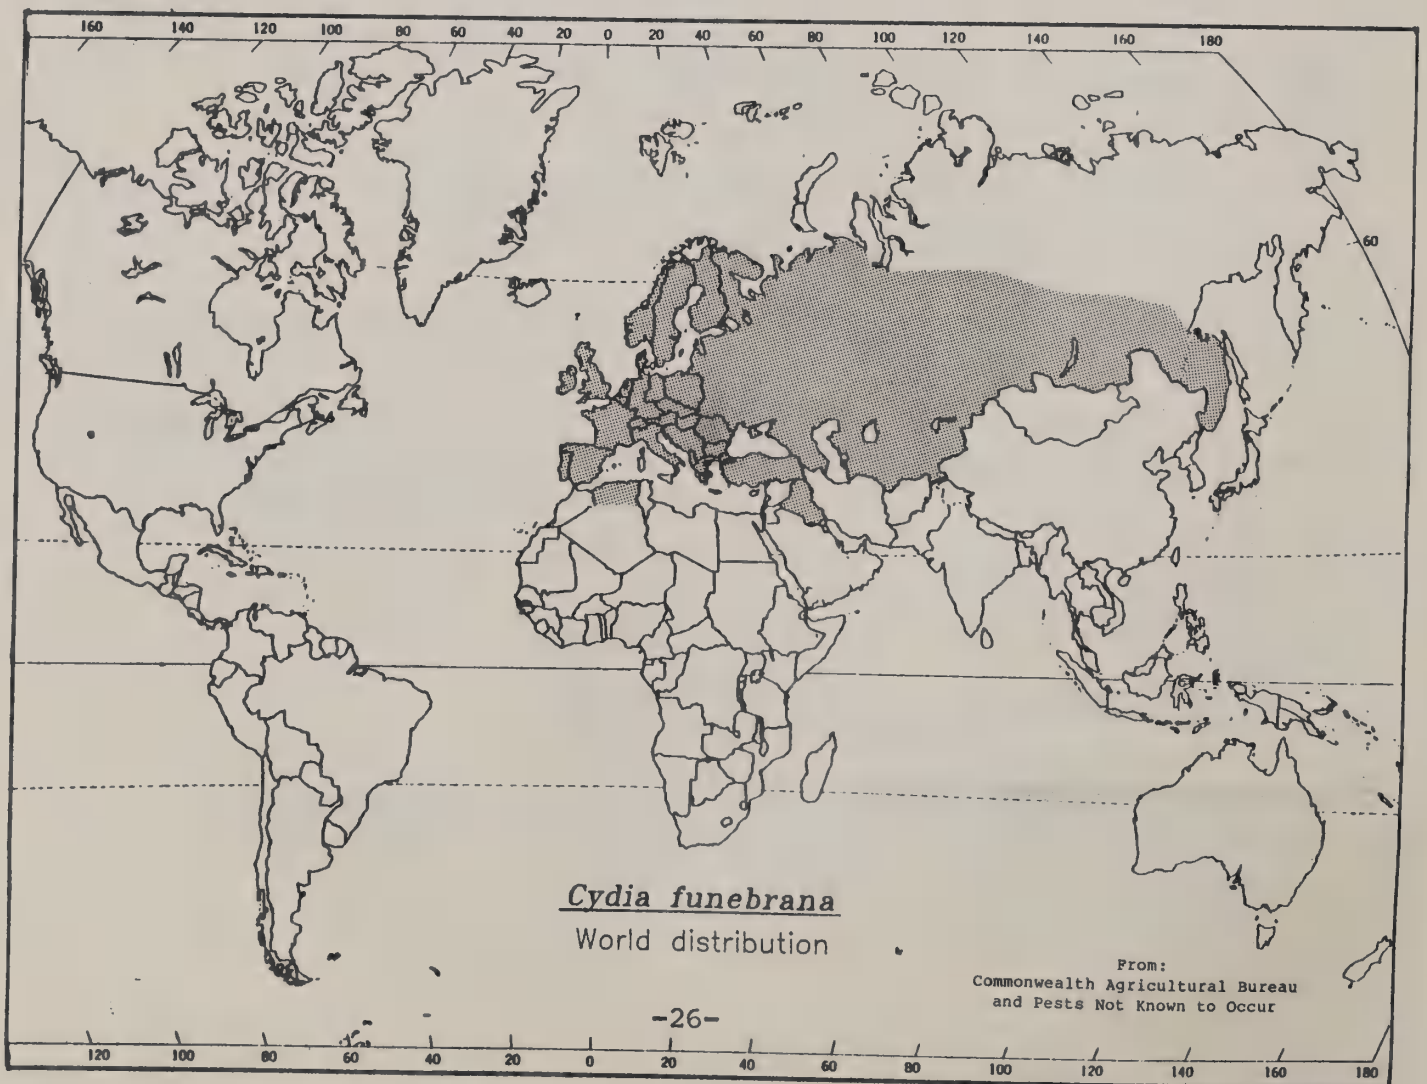 160 140 120 100 80 60 40 20 0 20 40 60 80 100 120 140 160 180
60
Cydia funebrana
World distribution
From:
Commonwealth Agricultural Bureau
and Pests Not Known to Occur
-26-
120 100 80 60 40 20 0 20 40 60 80 100 120 140 160 180